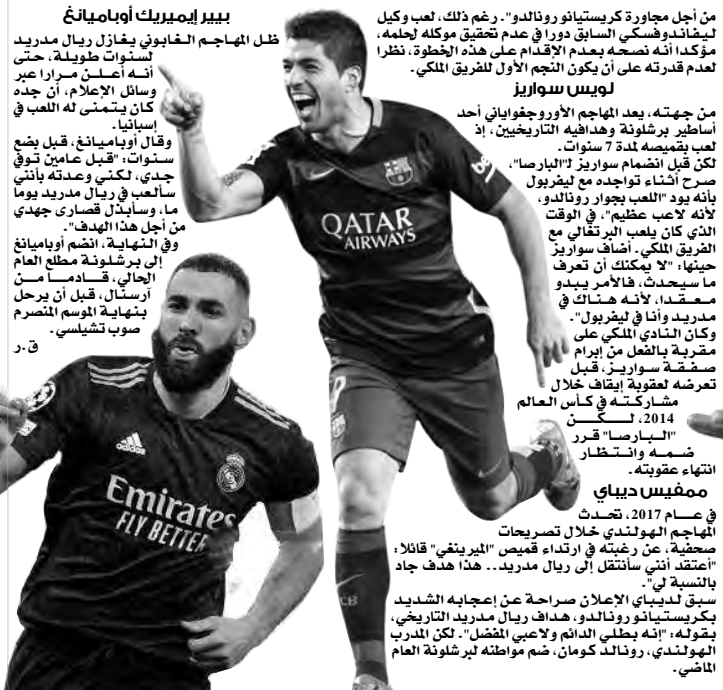 من أجل مجاورة كريستيانو رونالدو". رغم ذلك، لعب وكيل
ليفاندوفسكي السابق دورا في عدم تحقيق موكله لحلمه،
مؤكدا أنه نصحه بعدم الإقدام على هذه الخطوة، نظرا
لعدم قدرته على أن يكون النجم الأول للفريق الملكي.
لويس سواريز
من جهته، يعد المهاجم الأوروجوغواياني أحد
أساطير برشلونة وهدافيه التاريخيين، إذ
لعب بقميصه لمدة 7 سنوات.
لكن قبل انضمام سواريز لـ"البارصا"،
صرح أثناء تواجده مع ليفربول
بأنه يود "اللعب بجوار رونالدو،
لأنه لاعب عظيم"، في الوقت
الذي كان يلعب البرتغالي مع
الفريق الملكي. أضاف سواريز
حينها: "لا يمكنك أن تعرف
ما سيحدث، فالأمر يبدو
معقدا، لأنه هناك في
مدريد وأنا في ليفربول".
وكان النادي الملكي على
مقربة بالفعل من إبرام
صفقة سواريز، قبل
تعرضه لعقوبة إيقاف خلال
مشاركته في كأس العالم
2014، لكن
"البارصا" قرر
ضمه وانتظار
انتهاء عقوبته.
ممفيس ديباي
في عام 2017، تحدث
المهاجم الهولندي خلال تصريحات
صحفية، عن رغبته في ارتداء قميص "الميرينغي" قائلا:
"أعتقد أنني سأنتقل إلى ريال مدريد.. هذا هدف جاد
بالنسبة لي".
سبق لديباي الإعلان صراحة عن إعجابه الشديد
بكريستيانو رونالدو، هداف ريال مدريد التاريخي،
بقوله: "إنه بطلي الدائم ولاعبي المفضل". لكن المدرب
الهولندي، رونالد كومان، ضم مواطنه لبرشلونة العام
الماضي.
بيير إيميريك أوباميانغ
ظل المهاجم الغابوني يغازل ريال مدريد
لسنوات طويلة، حتى
أنه أعلن مرارا عبر
وسائل الإعلام، أن جده
كان يتمنى له اللعب في
إسبانيا.
وقال أوباميانغ، قبل بضع
سنوات: "قبل عامين توفي
جدي، لكني وعدته بأنني
سألعب في ريال مدريد يوما
ما، وسأبذل قصارى جهدي
من أجل هذا الهدف".
وفي النهاية، انضم أوباميانغ
إلى برشلونة مطلع العام
الحالي، قادما من
آرسنال، قبل أن يرحل
بنهاية الموسم المنصرم
صوب تشيلسي.
ق.ر
QATAR
AIRWAYS
adidas
Emirates
FLY BETTER